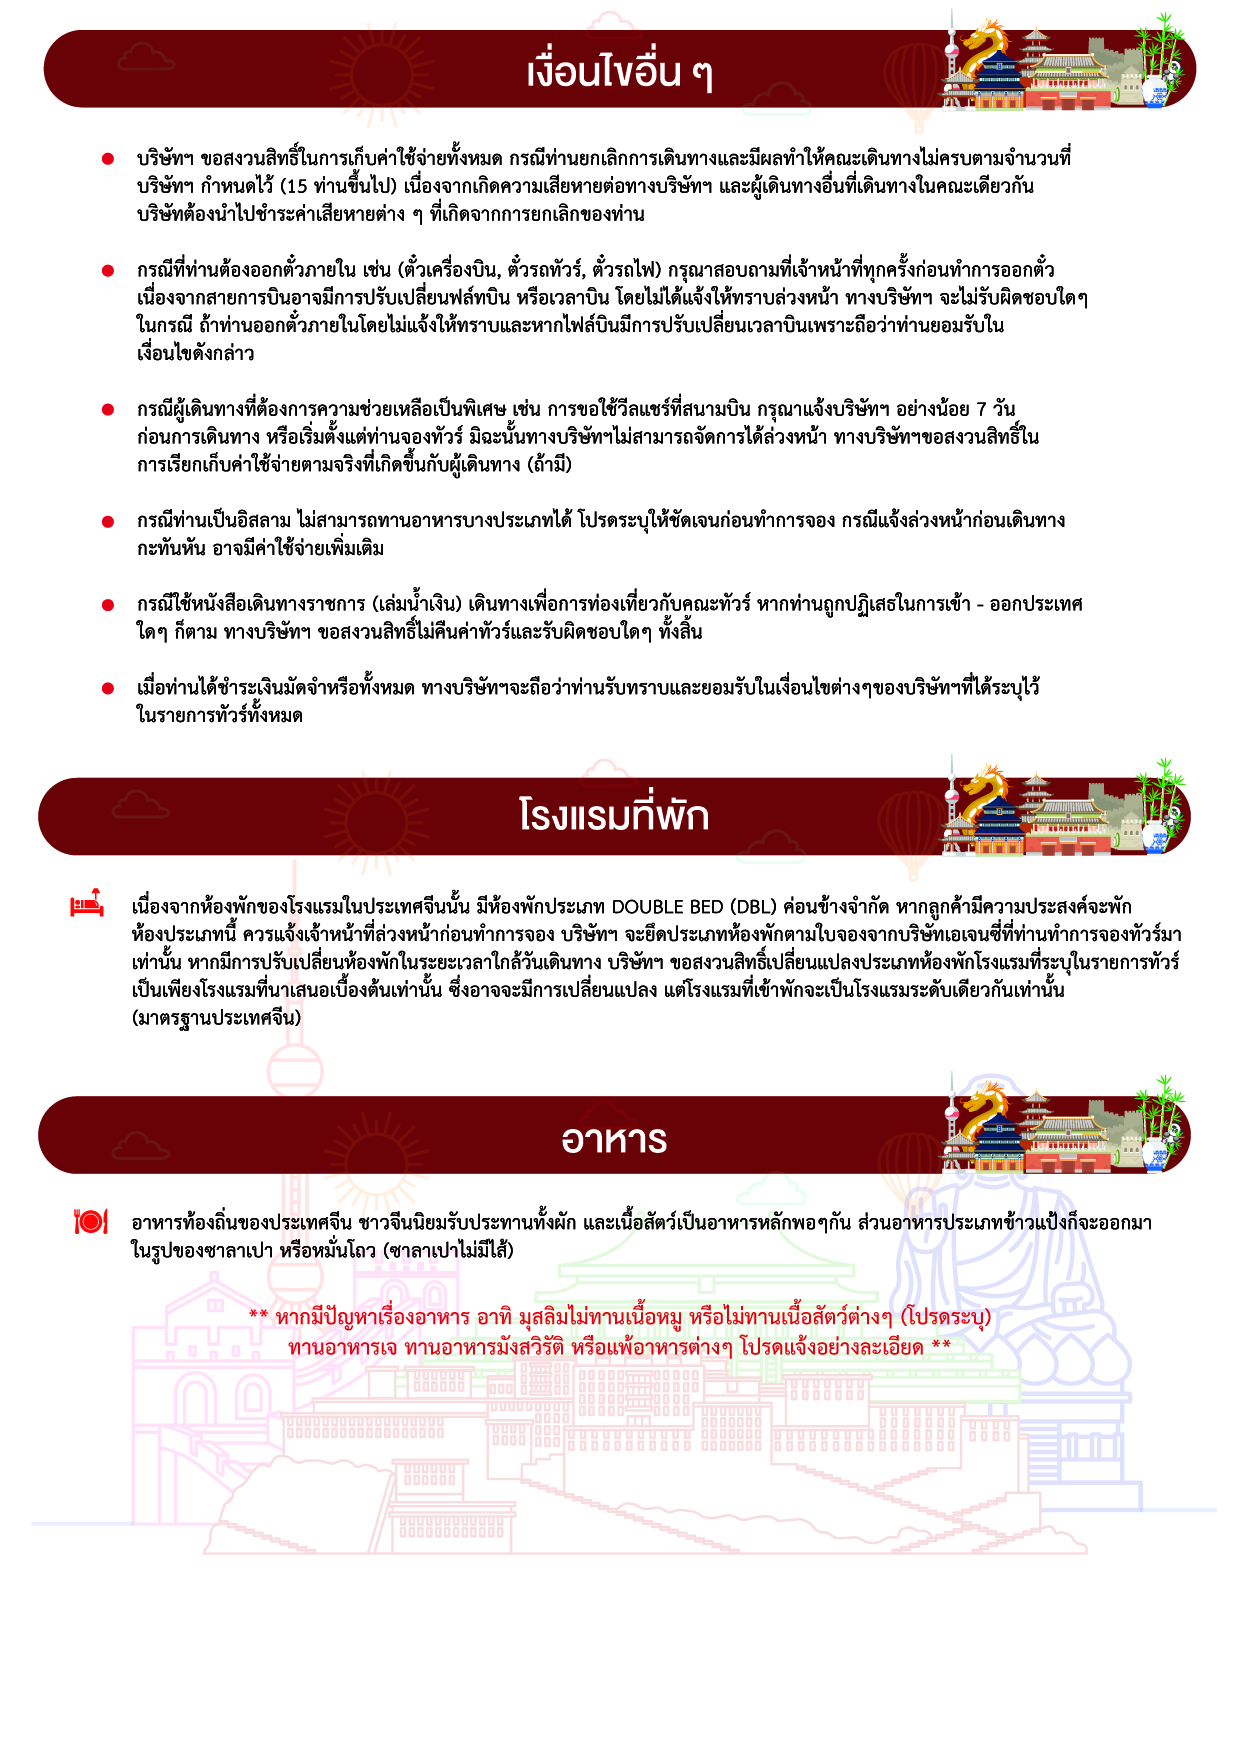 เงื่อนไขอื่น ๆ
● บริษัทฯ ขอสงวนสิทธิ์ในการเก็บค่าใช้จ่ายทั้งหมด กรณีท่านยกเลิกการเดินทางและมีผลทำให้คณะเดินทางไม่ครบตามจำนวนที่
บริษัทฯ กำหนดไว้ (15 ท่านขึ้นไป) เนื่องจากเกิดความเสียหายต่อทางบริษัทฯ และผู้เดินทางอื่นที่เดินทางในคณะเดียวกัน
บริษัทต้องนำไปชำระค่าเสียหายต่าง ๆ ที่เกิดจากการยกเลิกของท่าน
● กรณีที่ท่านต้องออกตั๋วภายใน เช่น (ตั๋วเครื่องบิน, ตั๋วรถทัวร์, ตั๋วรถไฟ) กรุณาสอบถามที่เจ้าหน้าที่ทุกครั้งก่อนทำการออกตั๋ว
เนื่องจากสายการบินอาจมีการปรับเปลี่ยนฟล์ทบิน หรือเวลาบิน โดยไม่ได้แจ้งให้ทราบล่วงหน้า ทางบริษัทฯ จะไม่รับผิดชอบใดๆ
ในกรณี ถ้าท่านออกตั๋วภายในโดยไม่แจ้งให้ทราบและหากไฟล์บินมีการปรับเปลี่ยนเวลาบินเพราะถือว่าท่านยอมรับใน
เงื่อนไขดังกล่าว
● กรณีผู้เดินทางที่ต้องการความช่วยเหลือเป็นพิเศษ เช่น การขอใช้วีลแชร์ที่สนามบิน กรุณาแจ้งบริษัทฯ อย่างน้อย 7 วัน
ก่อนการเดินทาง หรือเริ่มตั้งแต่ท่านจองทัวร์ มิฉะนั้นทางบริษัทฯไม่สามารถจัดการได้ล่วงหน้า ทางบริษัทฯขอสงวนสิทธิ์ใน
การเรียกเก็บค่าใช้จ่ายตามจริงที่เกิดขึ้นกับผู้เดินทาง (ถ้ามี)
● กรณีท่านเป็นอิสลาม ไม่สามารถทานอาหารบางประเภทได้ โปรดระบุให้ชัดเจนก่อนทำการจอง กรณีแจ้งล่วงหน้าก่อนเดินทาง
กะทันหัน อาจมีค่าใช้จ่ายเพิ่มเติม
● กรณีใช้หนังสือเดินทางราชการ (เล่มน้ำเงิน) เดินทางเพื่อการท่องเที่ยวกับคณะทัวร์ หากท่านถูกปฏิเสธในการเข้า - ออกประเทศ
ใดๆ ก็ตาม ทางบริษัทฯ ขอสงวนสิทธิ์ไม่คืนค่าทัวร์และรับผิดชอบใดๆ ทั้งสิ้น
● เมื่อท่านได้ชำระเงินมัดจำหรือทั้งหมด ทางบริษัทฯจะถือว่าท่านรับทราบและยอมรับในเงื่อนไขต่างๆของบริษัทฯที่ได้ระบุไว้
ในรายการทัวร์ทั้งหมด
โรงแรมที่พัก
เนื่องจากห้องพักของโรงแรมในประเทศจีนนั้น มีห้องพักประเภท DOUBLE BED (DBL) ค่อนข้างจำกัด หากลูกค้ามีความประสงค์จะพัก
ห้องประเภทนี้ ควรแจ้งเจ้าหน้าที่ล่วงหน้าก่อนทำการจอง บริษัทฯ จะยึดประเภทห้องพักตามใบจองจากบริษัทเอเจนซี่ที่ท่านทำการจองทัวร์มา
เท่านั้น หากมีการปรับเปลี่ยนห้องพักในระยะเวลาใกล้วันเดินทาง บริษัทฯ ขอสงวนสิทธิ์เปลี่ยนแปลงประเภทห้องพักโรงแรมที่ระบุในรายการทัวร์
เป็นเพียงโรงแรมที่นาเสนอเบื้องต้นเท่านั้น ซึ่งอาจจะมีการเปลี่ยนแปลง แต่โรงแรมที่เข้าพักจะเป็นโรงแรมระดับเดียวกันเท่านั้น
(มาตรฐานประเทศจีน)
อาหาร
อาหารท้องถิ่นของประเทศจีน ชาวจีนนิยมรับประทานทั้งผัก และเนื้อสัตว์เป็นอาหารหลักพอๆกัน ส่วนอาหารประเภทข้าวแป้งก็จะออกมา
ในรูปของซาลาเปา หรือหมั่นโถว (ซาลาเปาไม่มีไส้)
** หากมีปัญหาเรื่องอาหาร อาทิ มุสลิมไม่ทานเนื้อหมู หรือไม่ทานเนื้อสัตว์ต่างๆ (โปรดระบุ)
ทานอาหารเจ ทานอาหารมังสวิรัติ หรือแพ้อาหารต่างๆ โปรดแจ้งอย่างละเอียด **